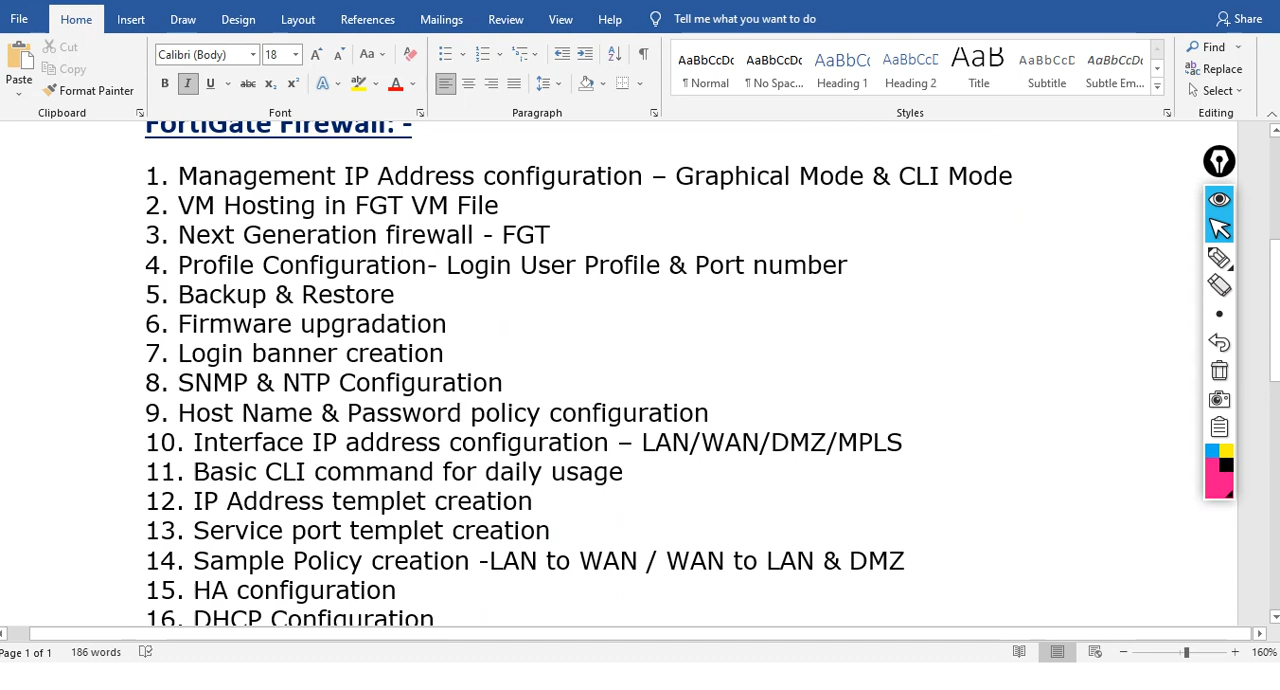 File Home Insert Draw Design Layout References Mailings Review View Help Tell me what you want to do Share
Cut
Copy
Paste
Format Painter
Calibri (Body) 18
Aa
B I U abc x₂ x² A A
AaBbCcDc AaBbCcDc AaBbC AaBbCcD AaB AaBbCcD AaBbCcDc
¶ Normal ¶ No Spac... Heading 1 Heading 2 Title Subtitle Subtle Em...
Find
Replace
Select
Clipboard Font Paragraph Styles Editing
FortiGate Firewall: -
1. Management IP Address configuration – Graphical Mode & CLI Mode
2. VM Hosting in FGT VM File
3. Next Generation firewall - FGT
4. Profile Configuration- Login User Profile & Port number
5. Backup & Restore
6. Firmware upgradation
7. Login banner creation
8. SNMP & NTP Configuration
9. Host Name & Password policy configuration
10. Interface IP address configuration – LAN/WAN/DMZ/MPLS
11. Basic CLI command for daily usage
12. IP Address templet creation
13. Service port templet creation
14. Sample Policy creation -LAN to WAN / WAN to LAN & DMZ
15. HA configuration
16. DHCP Configuration
Page 1 of 1 186 words 160%